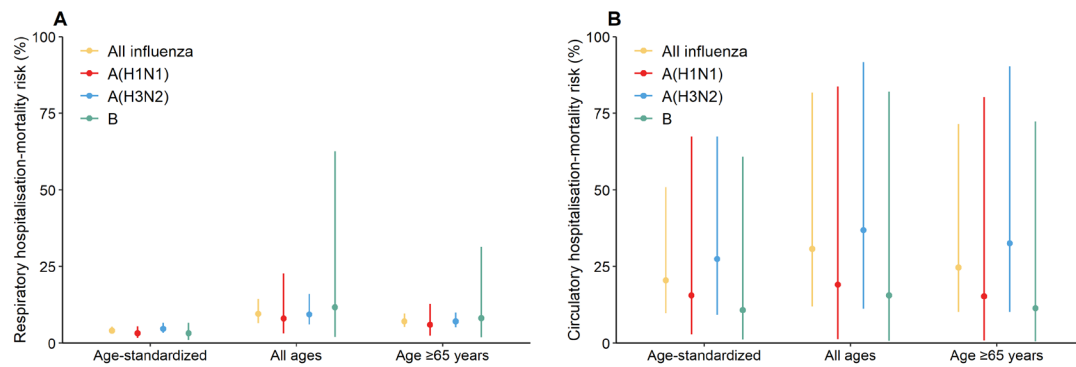 A
Respiratory hospitalisation-mortality risk (%)
100
75
50
25
0
All influenza
A(H1N1)
A(H3N2)
B
Age-standardized
All ages
Age ≥65 years
B
Circulatory hospitalisation-mortality risk (%)
100
75
50
25
0
All influenza
A(H1N1)
A(H3N2)
B
Age-standardized
All ages
Age ≥65 years